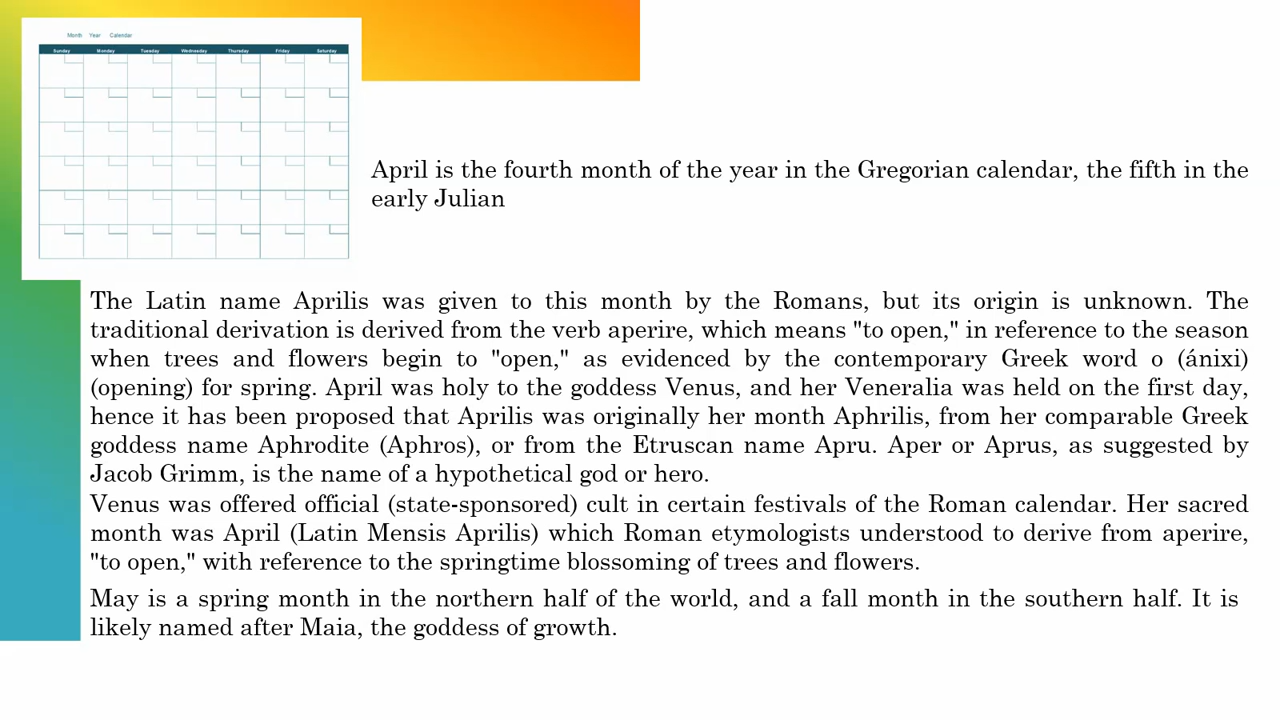 Month Year Calendar
Sunday Monday Tuesday Wednesday Thursday Friday Saturday
April is the fourth month of the year in the Gregorian calendar, the fifth in the
early Julian
The Latin name Aprilis was given to this month by the Romans, but its origin is unknown. The
traditional derivation is derived from the verb aperire, which means "to open," in reference to the season
when trees and flowers begin to "open," as evidenced by the contemporary Greek word o (ánixi)
(opening) for spring. April was holy to the goddess Venus, and her Veneralia was held on the first day,
hence it has been proposed that Aprilis was originally her month Aphrilis, from her comparable Greek
goddess name Aphrodite (Aphros), or from the Etruscan name Apru. Aper or Aprus, as suggested by
Jacob Grimm, is the name of a hypothetical god or hero.
Venus was offered official (state-sponsored) cult in certain festivals of the Roman calendar. Her sacred
month was April (Latin Mensis Aprilis) which Roman etymologists understood to derive from aperire,
"to open," with reference to the springtime blossoming of trees and flowers.
May is a spring month in the northern half of the world, and a fall month in the southern half. It is
likely named after Maia, the goddess of growth.